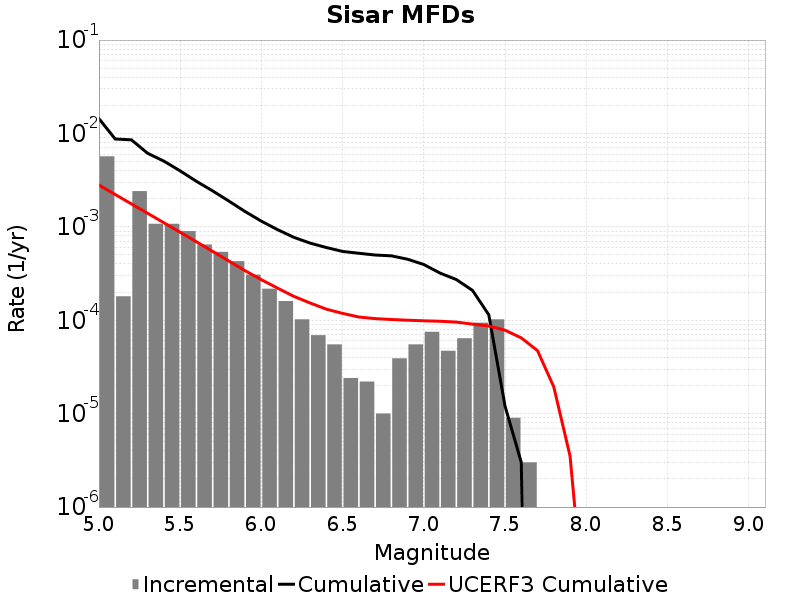 Sisar MFDs
10-1
10-2
10-3
10-4
10-5
10-6
Rate (1/yr)
5.0 5.5 6.0 6.5 7.0 7.5 8.0 8.5 9.0
Magnitude
Incremental Cumulative UCERF3 Cumulative